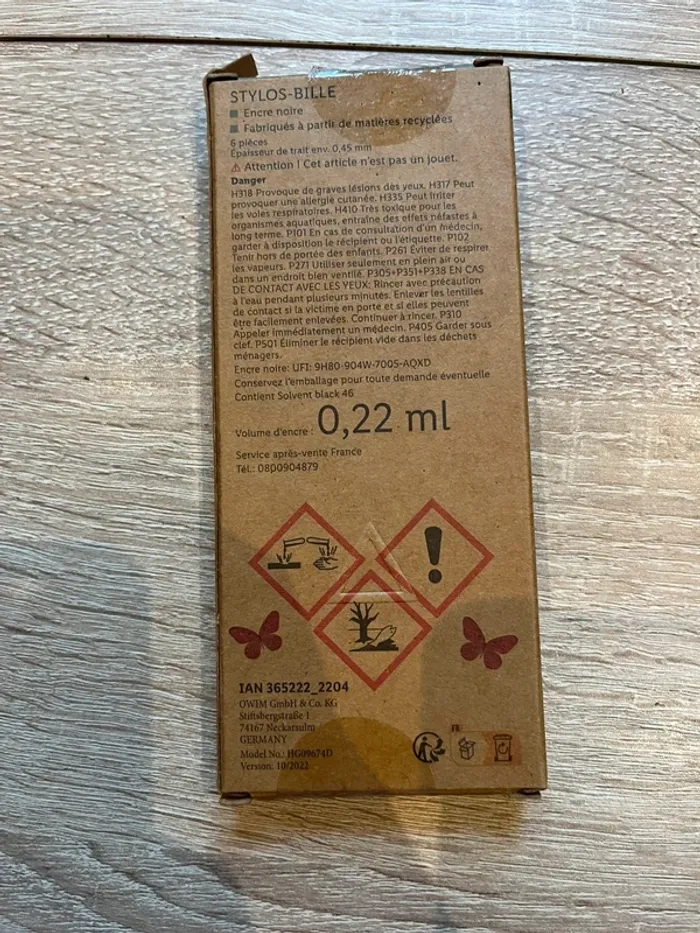 STYLOS-BILLE
Encre noire
Fabriqués à partir de matières recyclées
6 pièces
Épaisseur de trait env. 0,45 mm
Attention ! Cet article n'est pas un jouet.
Danger
H318 Provoque de graves lésions des yeux. H317 Peut
provoquer une allergie cutanée. H335 Peut irriter
les voies respiratoires. H410 Très toxique pour les
organismes aquatiques, entraîne des effets néfastes à
long terme. P101 En cas de consultation d'un médecin,
garder à disposition le récipient ou l'étiquette. P102
Tenir hors de portée des enfants. P261 Éviter de respirer
les vapeurs. P271 Utiliser seulement en plein air ou
dans un endroit bien ventilé. P305+P351+P338 EN CAS
DE CONTACT AVEC LES YEUX: Rincer avec précaution
à l'eau pendant plusieurs minutes. Enlever les lentilles
de contact si la victime en porte et si elles peuvent
être facilement enlevées. Continuer à rincer. P310
Appeler immédiatement un médecin. P405 Garder sous
clef. P501 Éliminer le récipient vide dans les déchets
ménagers.
Encre noire: UFI: 9H80-904W-7005-AQXD
Conservez l'emballage pour toute demande éventuelle
Contient Solvent black 46
Volume d'encre : 0,22 ml
Service après-vente France
Tél.: 0800904879
IAN 365222_2204
OWIM GmbH & Co. KG
Stiftsbergstraße 1
74167 Neckarsulm
GERMANY
Model No.: HG09674D
Version: 10/2022
FR